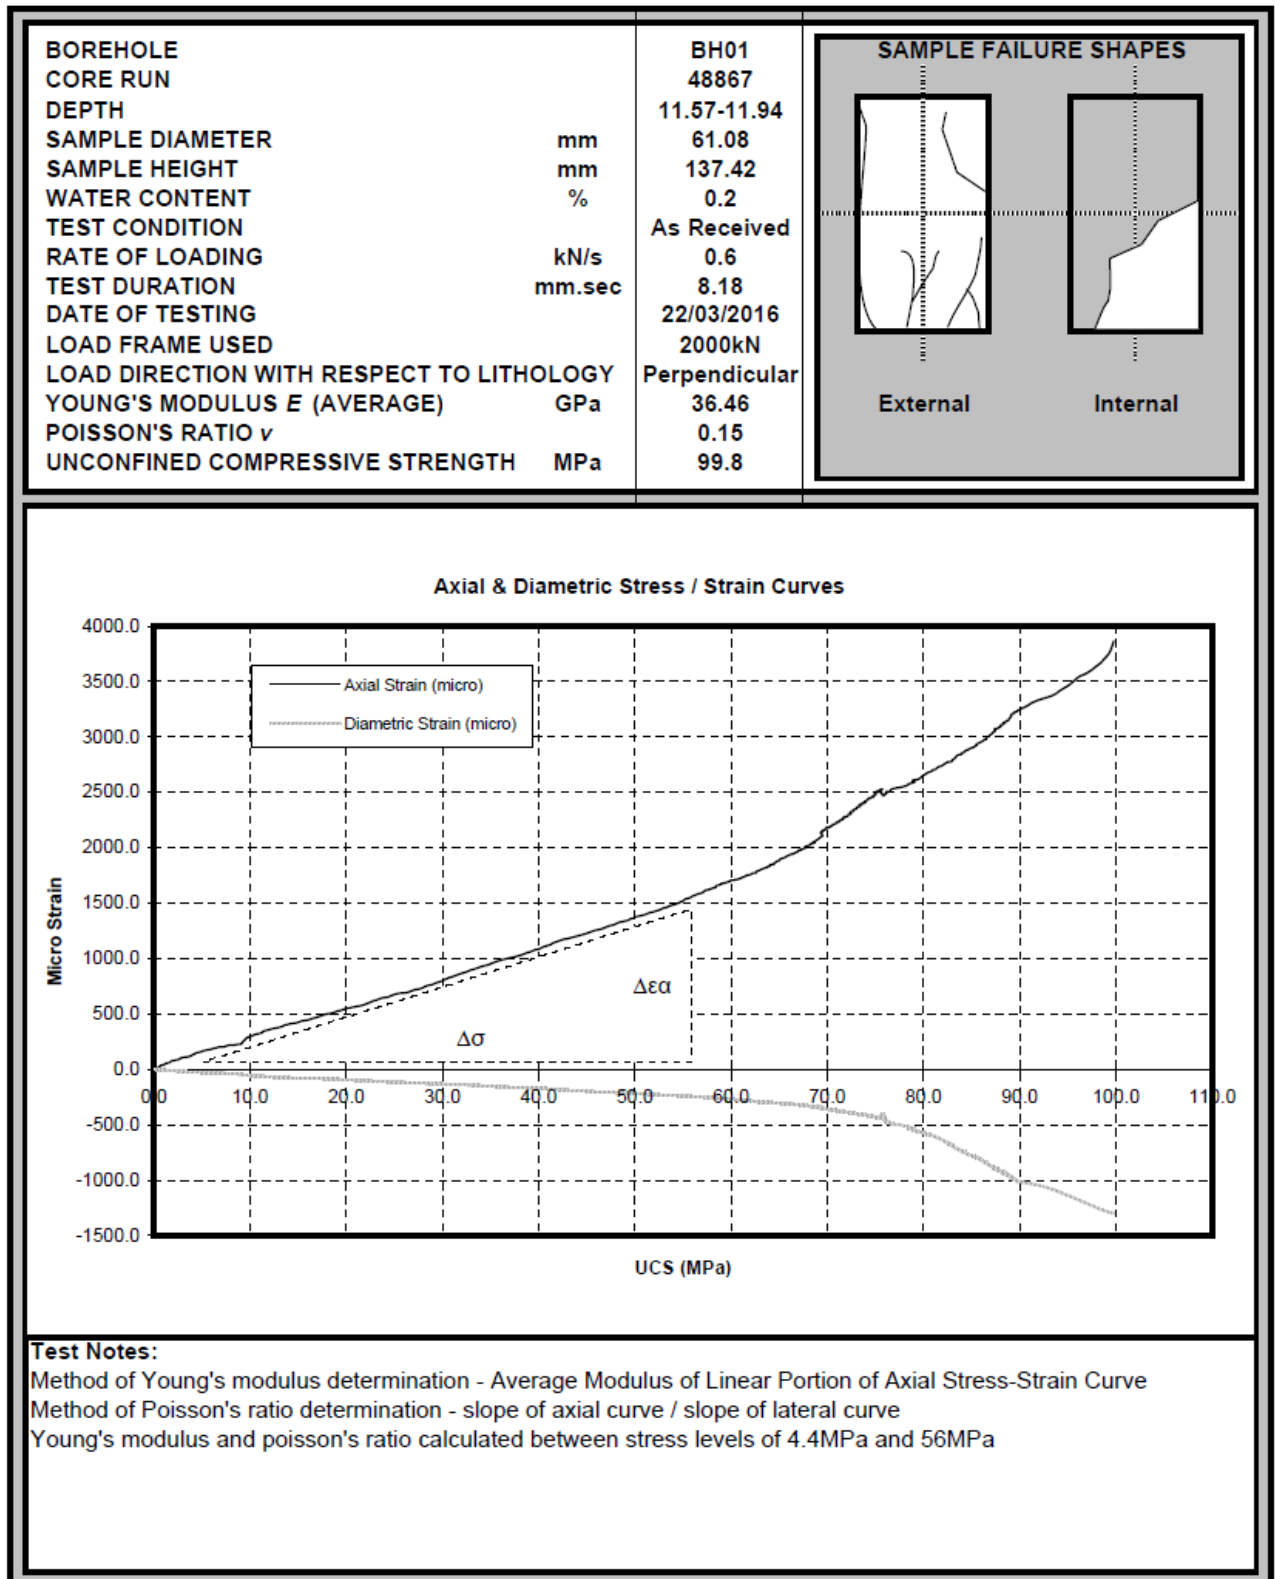 BOREHOLE BH01
CORE RUN 48867
DEPTH 11.57-11.94
SAMPLE DIAMETER mm 61.08
SAMPLE HEIGHT mm 137.42
WATER CONTENT % 0.2
TEST CONDITION As Received
RATE OF LOADING kN/s 0.6
TEST DURATION mm.sec 8.18
DATE OF TESTING 22/03/2016
LOAD FRAME USED 2000kN
LOAD DIRECTION WITH RESPECT TO LITHOLOGY Perpendicular
YOUNG'S MODULUS E (AVERAGE) GPa 36.46
POISSON'S RATIO v 0.15
UNCONFINED COMPRESSIVE STRENGTH MPa 99.8
SAMPLE FAILURE SHAPES
External Internal
Axial & Diametric Stress / Strain Curves
4000.0
3500.0
3000.0
2500.0
2000.0
1500.0
1000.0
500.0
0.0
-500.0
-1000.0
-1500.0
Micro Strain
Axial Strain (micro)
Diametric Strain (micro)
Δεα
Δσ
0.0 10.0 20.0 30.0 40.0 50.0 60.0 70.0 80.0 90.0 100.0 110.0
UCS (MPa)
Test Notes:
Method of Young's modulus determination - Average Modulus of Linear Portion of Axial Stress-Strain Curve
Method of Poisson's ratio determination - slope of axial curve / slope of lateral curve
Young's modulus and poisson's ratio calculated between stress levels of 4.4MPa and 56MPa